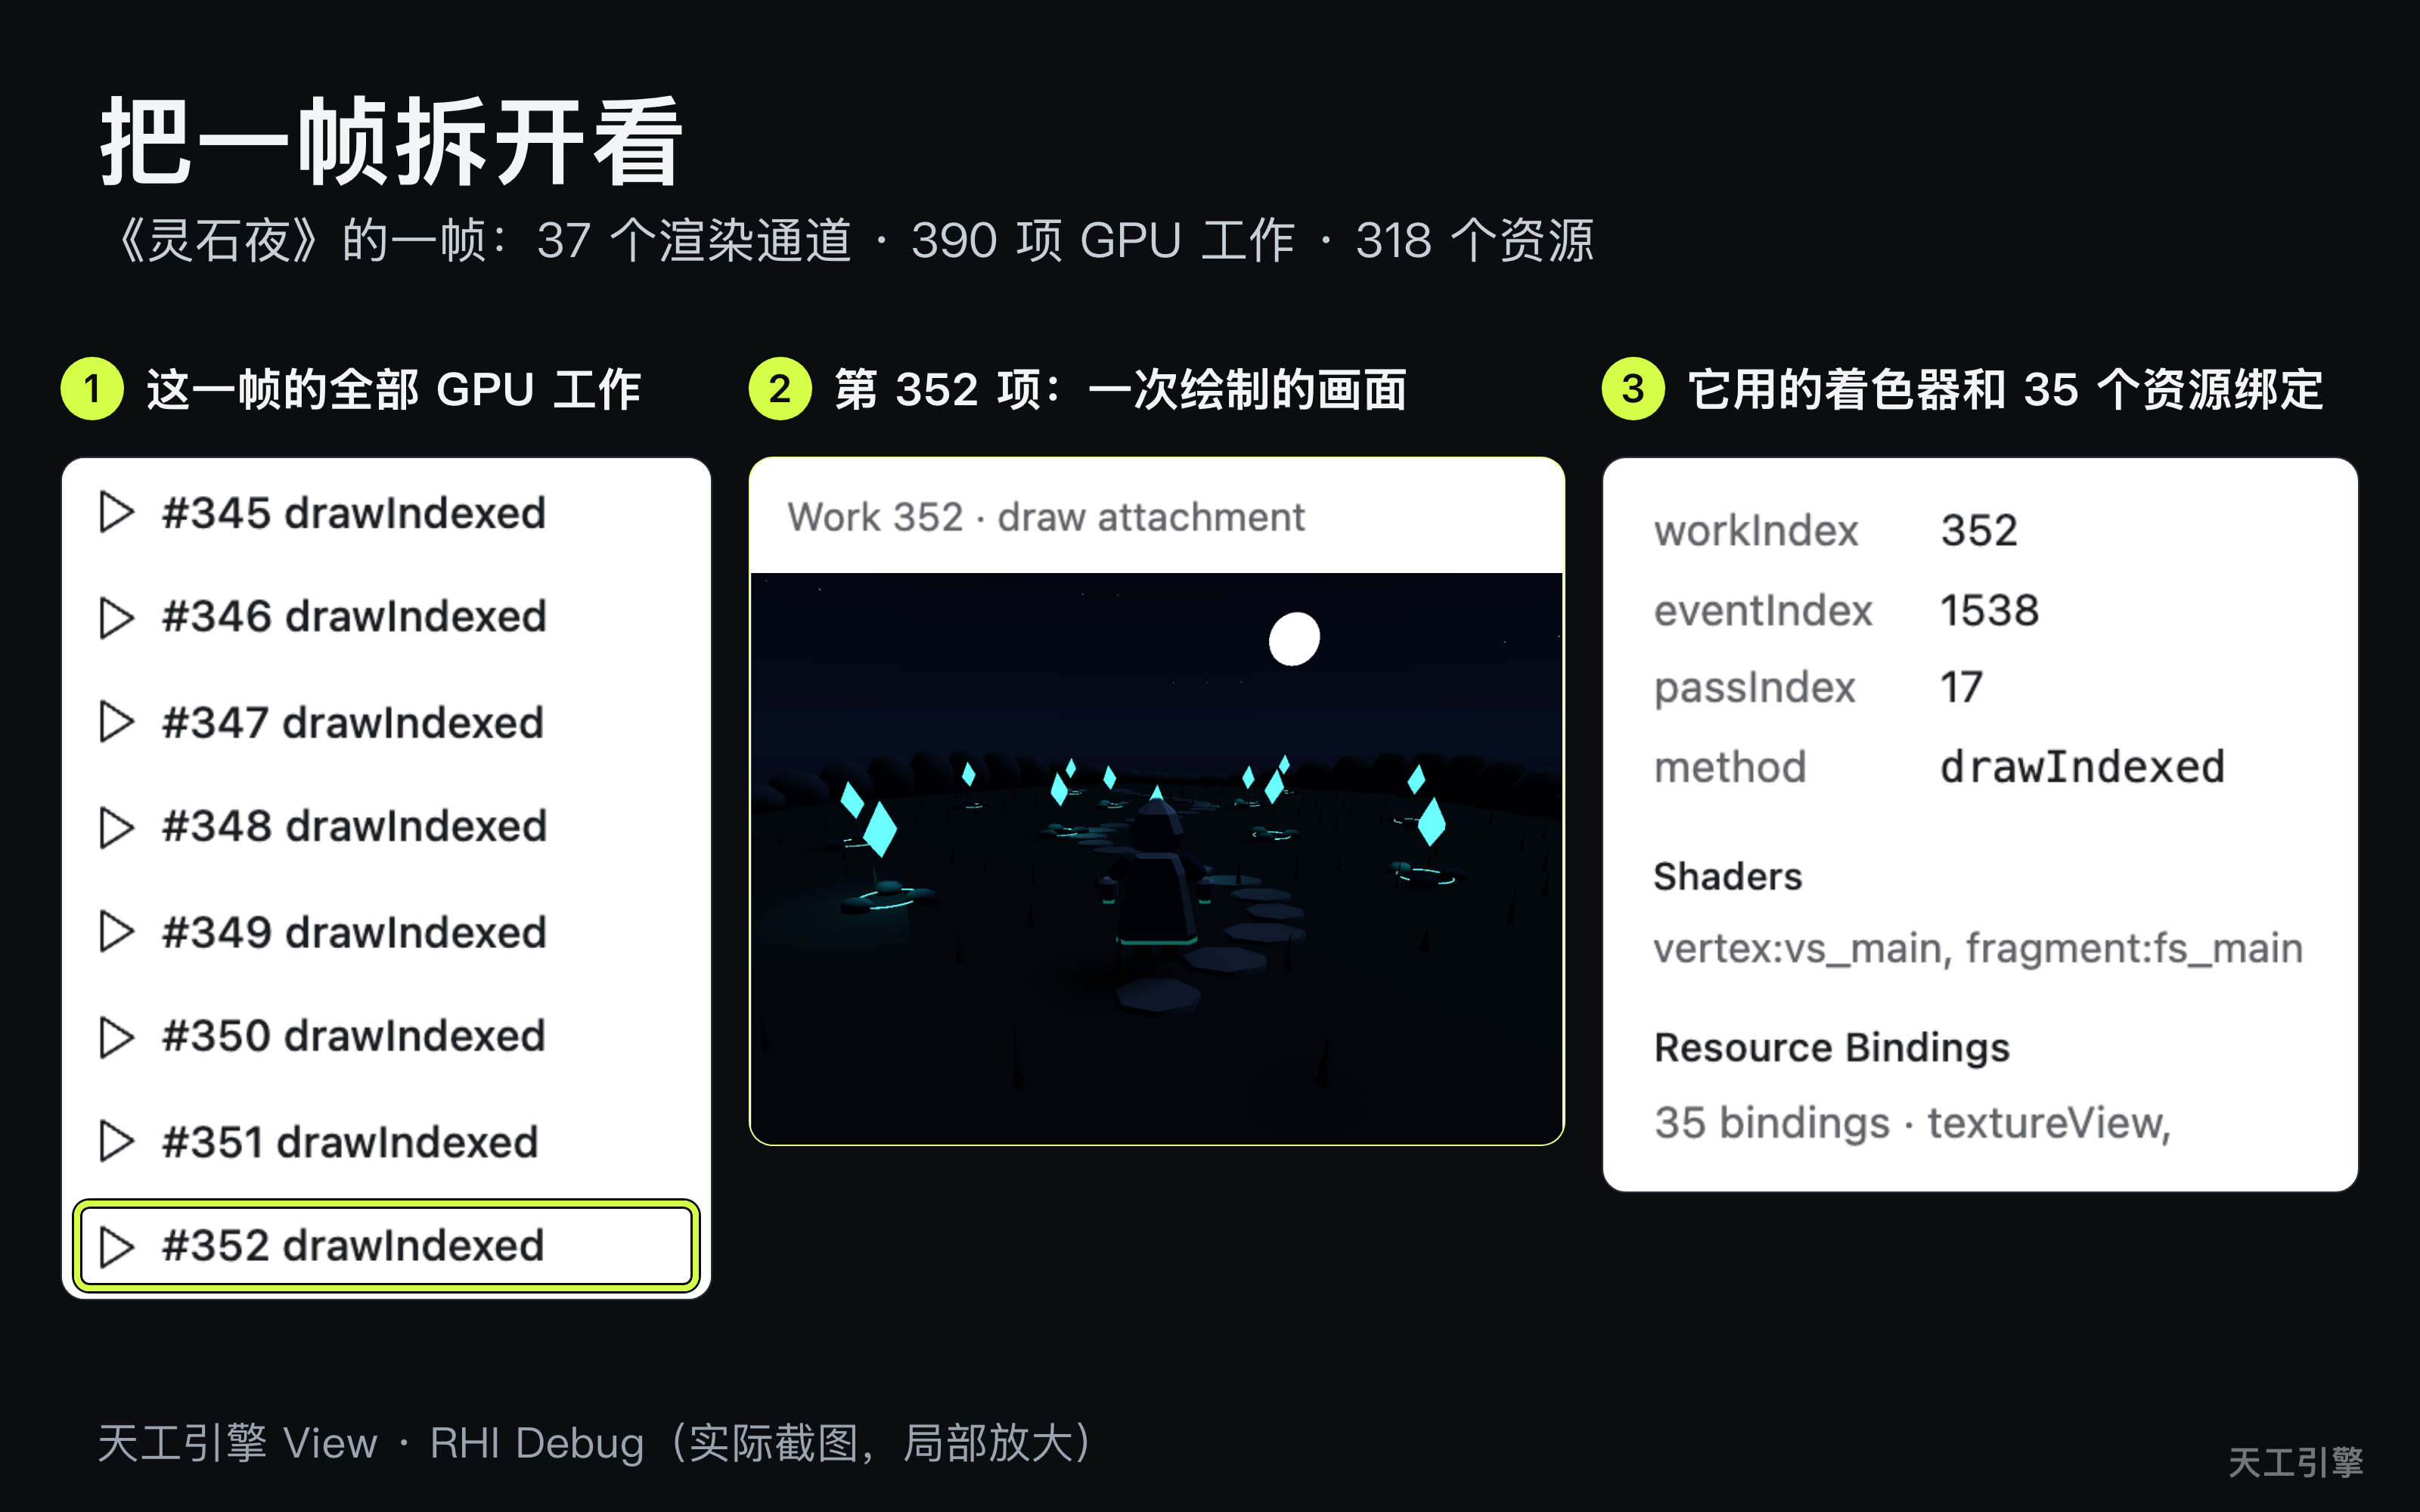 把一帧拆开看
《灵石夜》的一帧：37 个渲染通道 · 390 项 GPU 工作 · 318 个资源
1 这一帧的全部 GPU 工作
#345 drawIndexed
#346 drawIndexed
#347 drawIndexed
#348 drawIndexed
#349 drawIndexed
#350 drawIndexed
#351 drawIndexed
#352 drawIndexed
2 第 352 项：一次绘制的画面
Work 352 · draw attachment
3 它用的着色器和 35 个资源绑定
workIndex 352
eventIndex 1538
passIndex 17
method drawIndexed
Shaders
vertex:vs_main, fragment:fs_main
Resource Bindings
35 bindings · textureView,
天工引擎 View · RHI Debug（实际截图，局部放大）
天工引擎